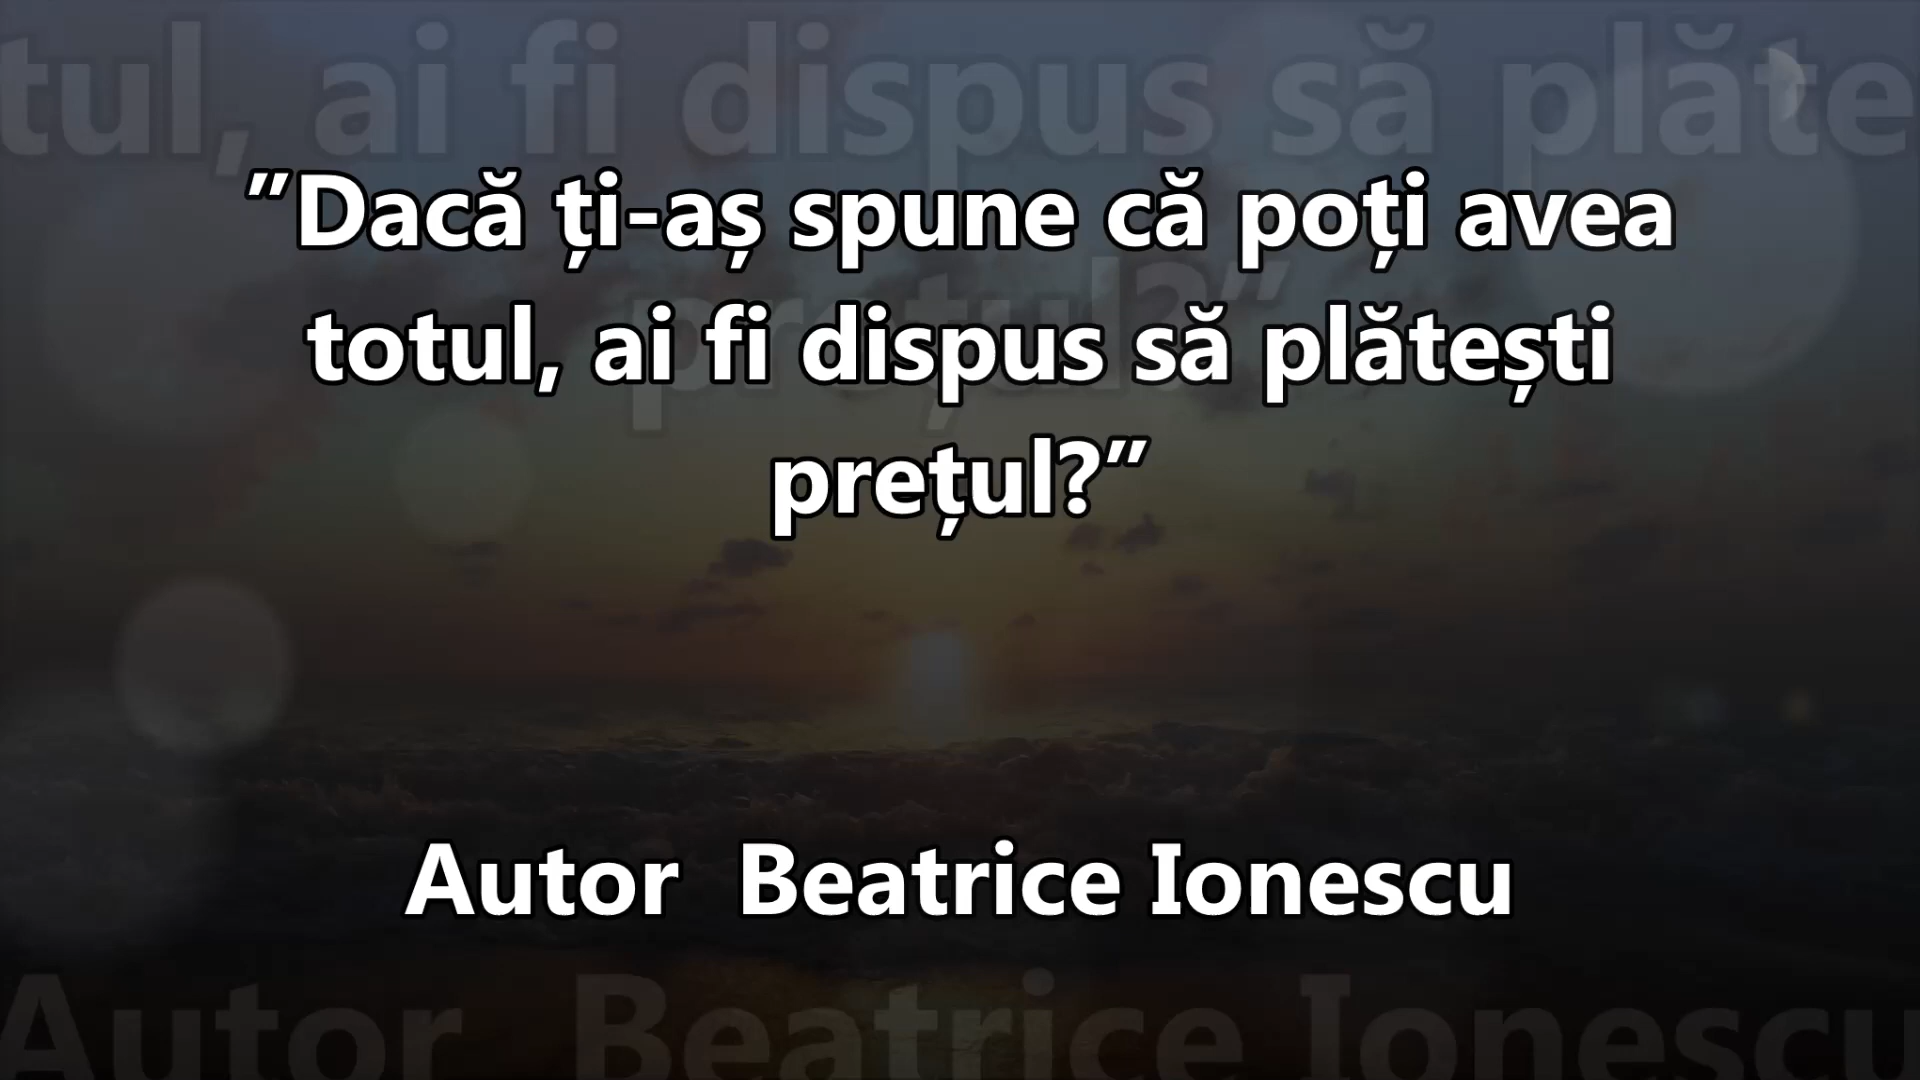 ”Dacă ți-aș spune că poți avea
totul, ai fi dispus să plătești
prețul?”
Autor  Beatrice Ionescu